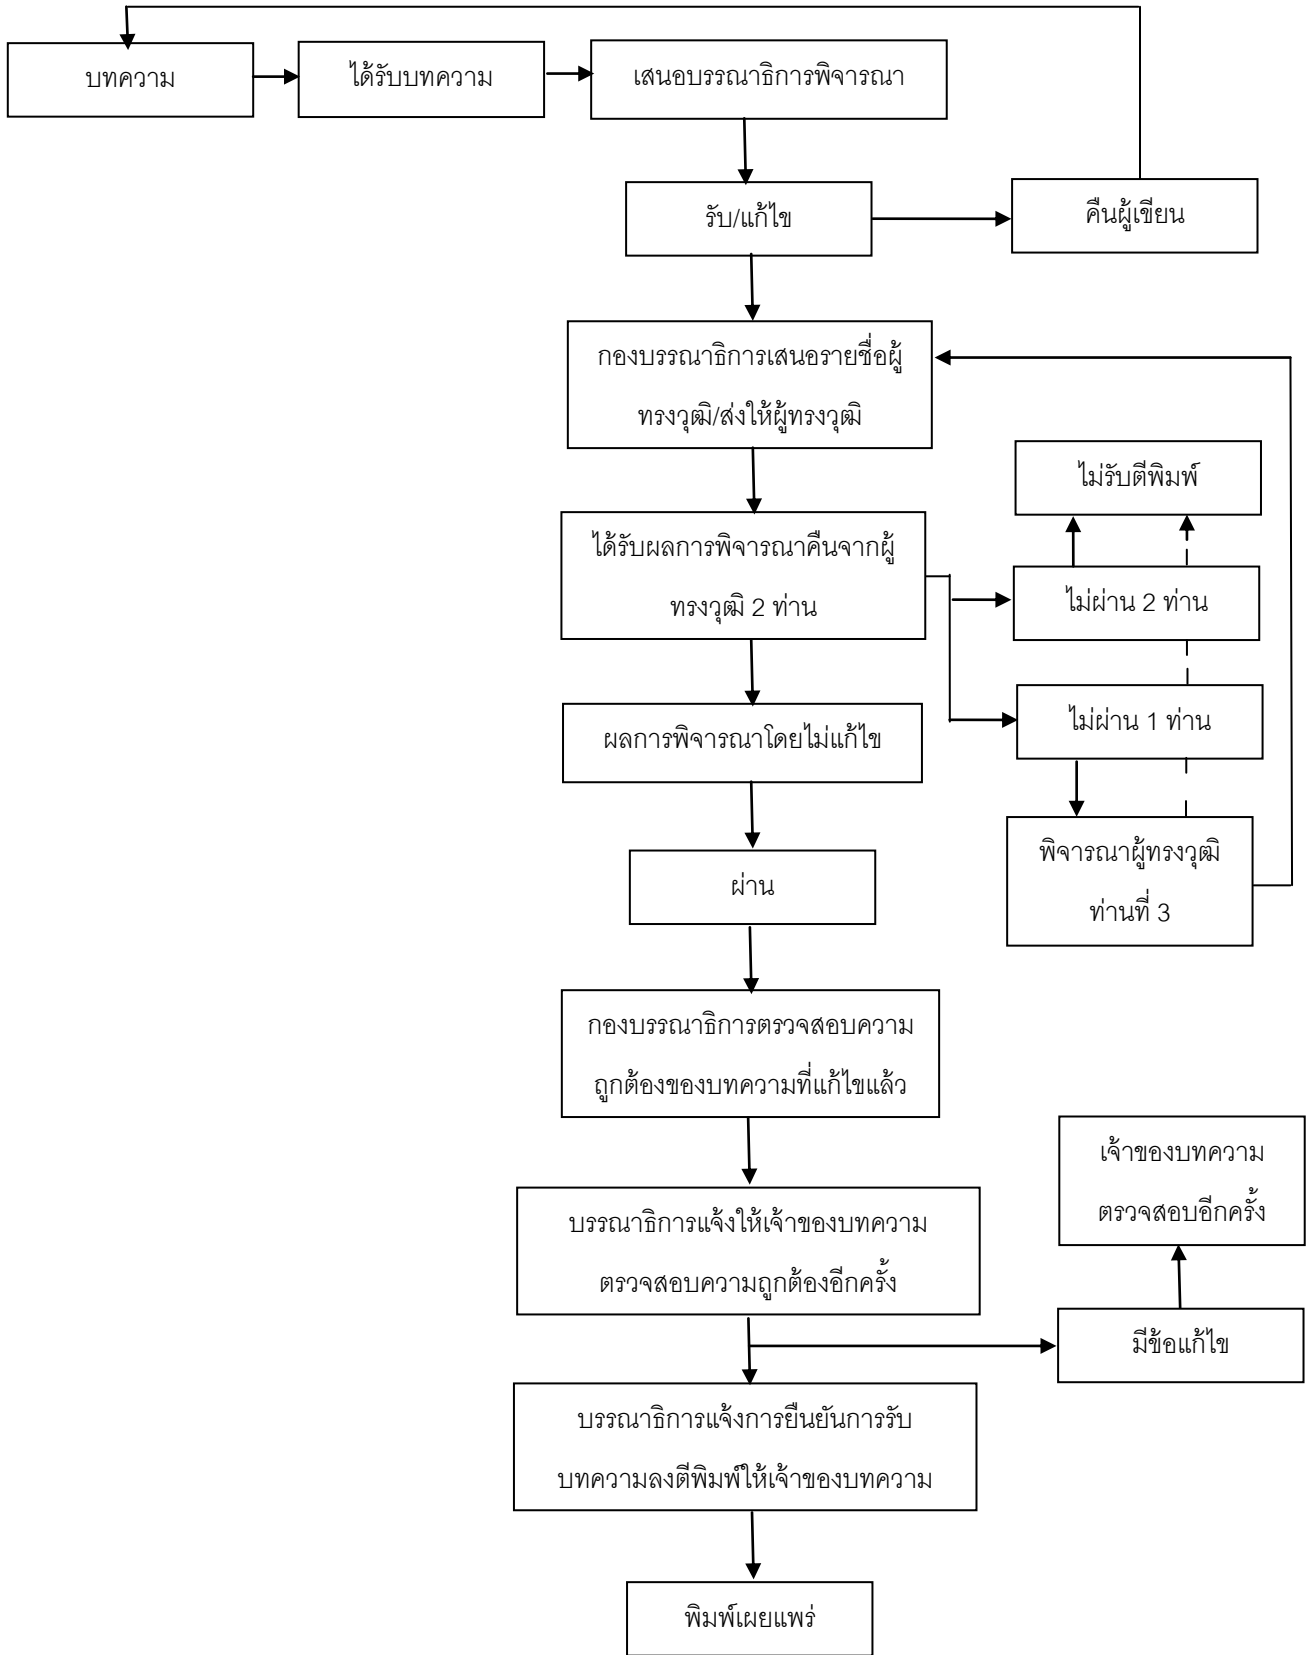 บทความ
ได้รับบทความ
เสนอบรรณาธิการพิจารณา
รับ/แก้ไข
คืนผู้เขียน
กองบรรณาธิการเสนอรายชื่อผู้
ทรงวุฒิ/ส่งให้ผู้ทรงวุฒิ
ไม่รับตีพิมพ์
ได้รับผลการพิจารณาคืนจากผู้
ทรงวุฒิ 2 ท่าน
ไม่ผ่าน 2 ท่าน
ไม่ผ่าน 1 ท่าน
ผลการพิจารณาโดยไม่แก้ไข
พิจารณาผู้ทรงวุฒิ
ท่านที่ 3
ผ่าน
กองบรรณาธิการตรวจสอบความ
ถูกต้องของบทความที่แก้ไขแล้ว
เจ้าของบทความ
ตรวจสอบอีกครั้ง
บรรณาธิการแจ้งให้เจ้าของบทความ
ตรวจสอบความถูกต้องอีกครั้ง
มีข้อแก้ไข
บรรณาธิการแจ้งการยืนยันการรับ
บทความลงตีพิมพ์ให้เจ้าของบทความ
พิมพ์เผยแพร่